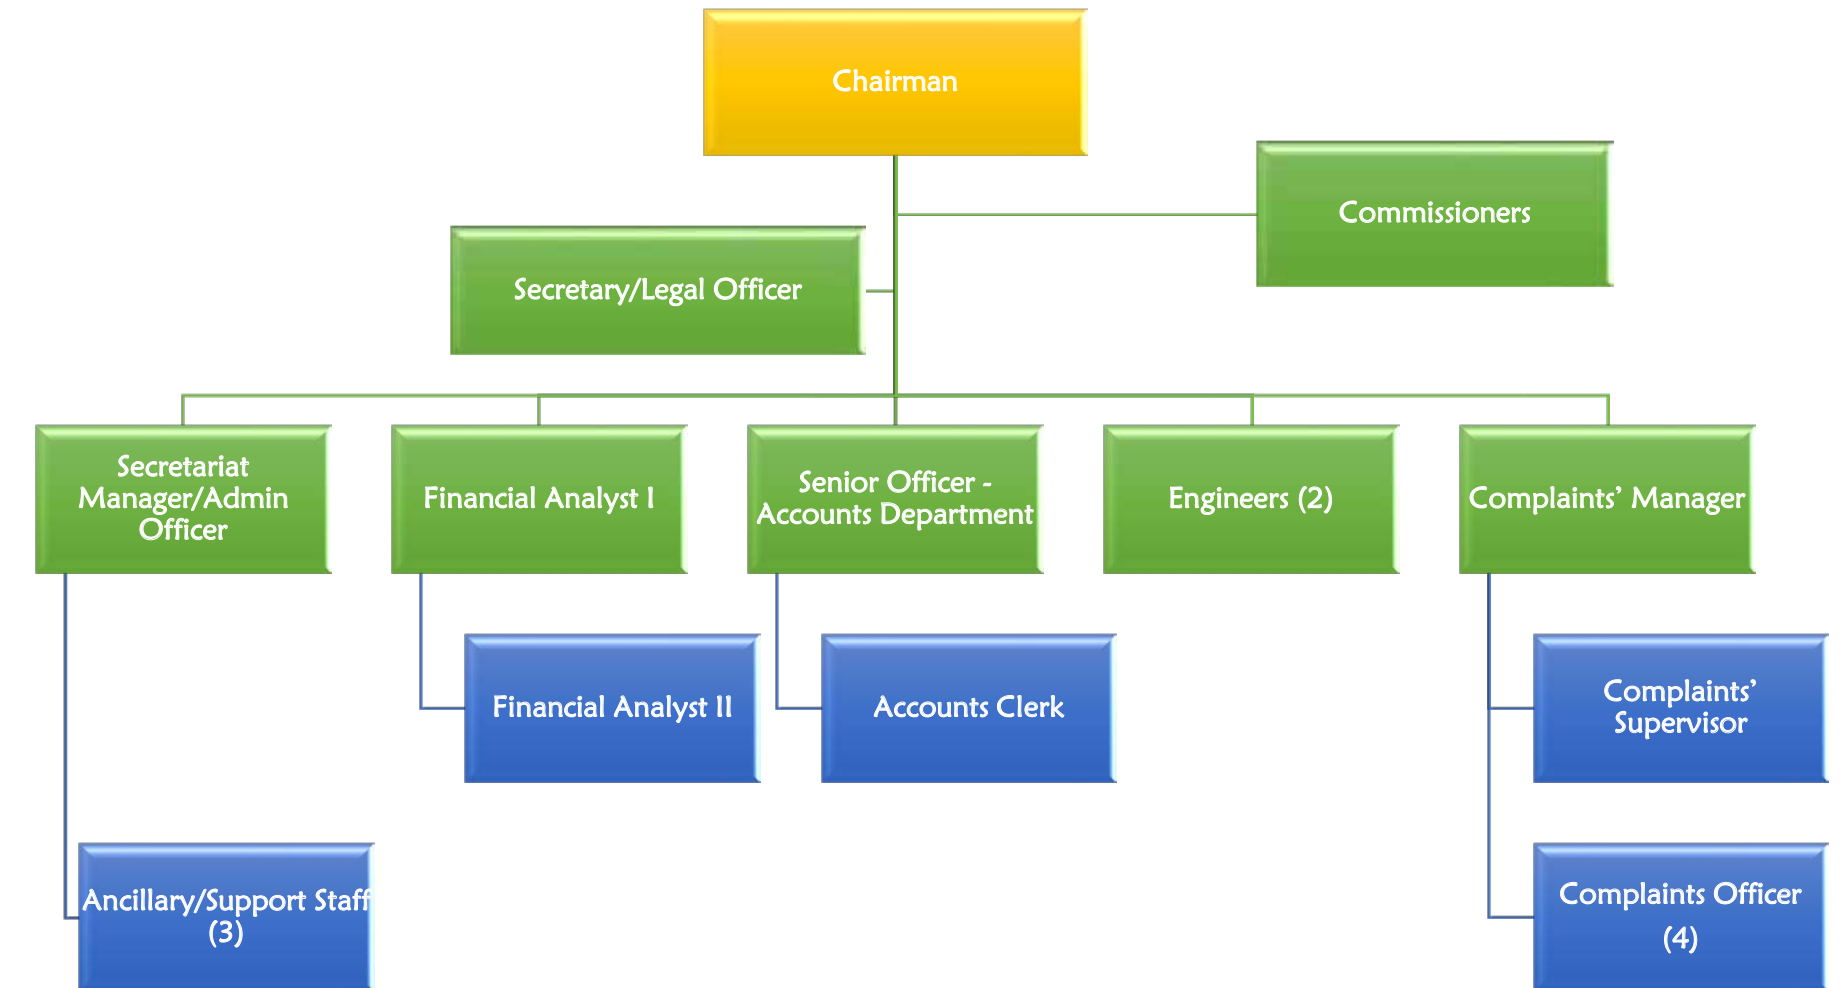 Chairman
Commissioners
Secretary/Legal Officer
Secretariat
Manager/Admin
Officer
Financial Analyst I
Senior Officer -
Accounts Department
Engineers (2)
Complaints’ Manager
Financial Analyst II
Accounts Clerk
Complaints’
Supervisor
Ancillary/Support Staff
(3)
Complaints Officer
(4)